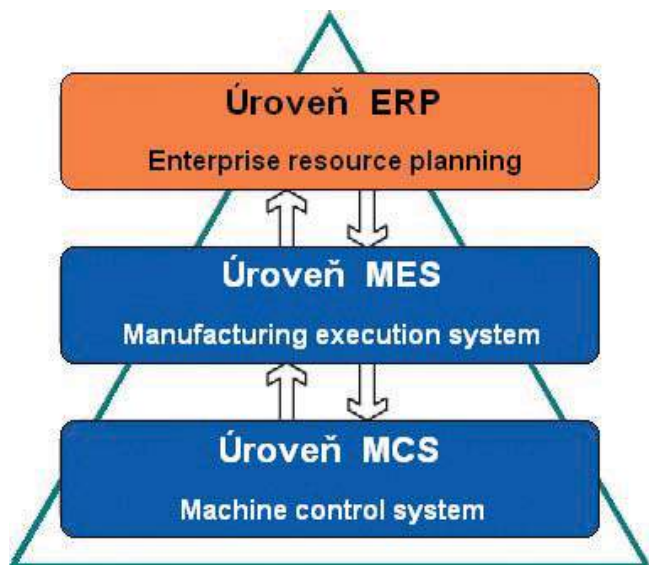 Úroveň ERP
Enterprise resource planning
Úroveň MES
Manufacturing execution system
Úroveň MCS
Machine control system